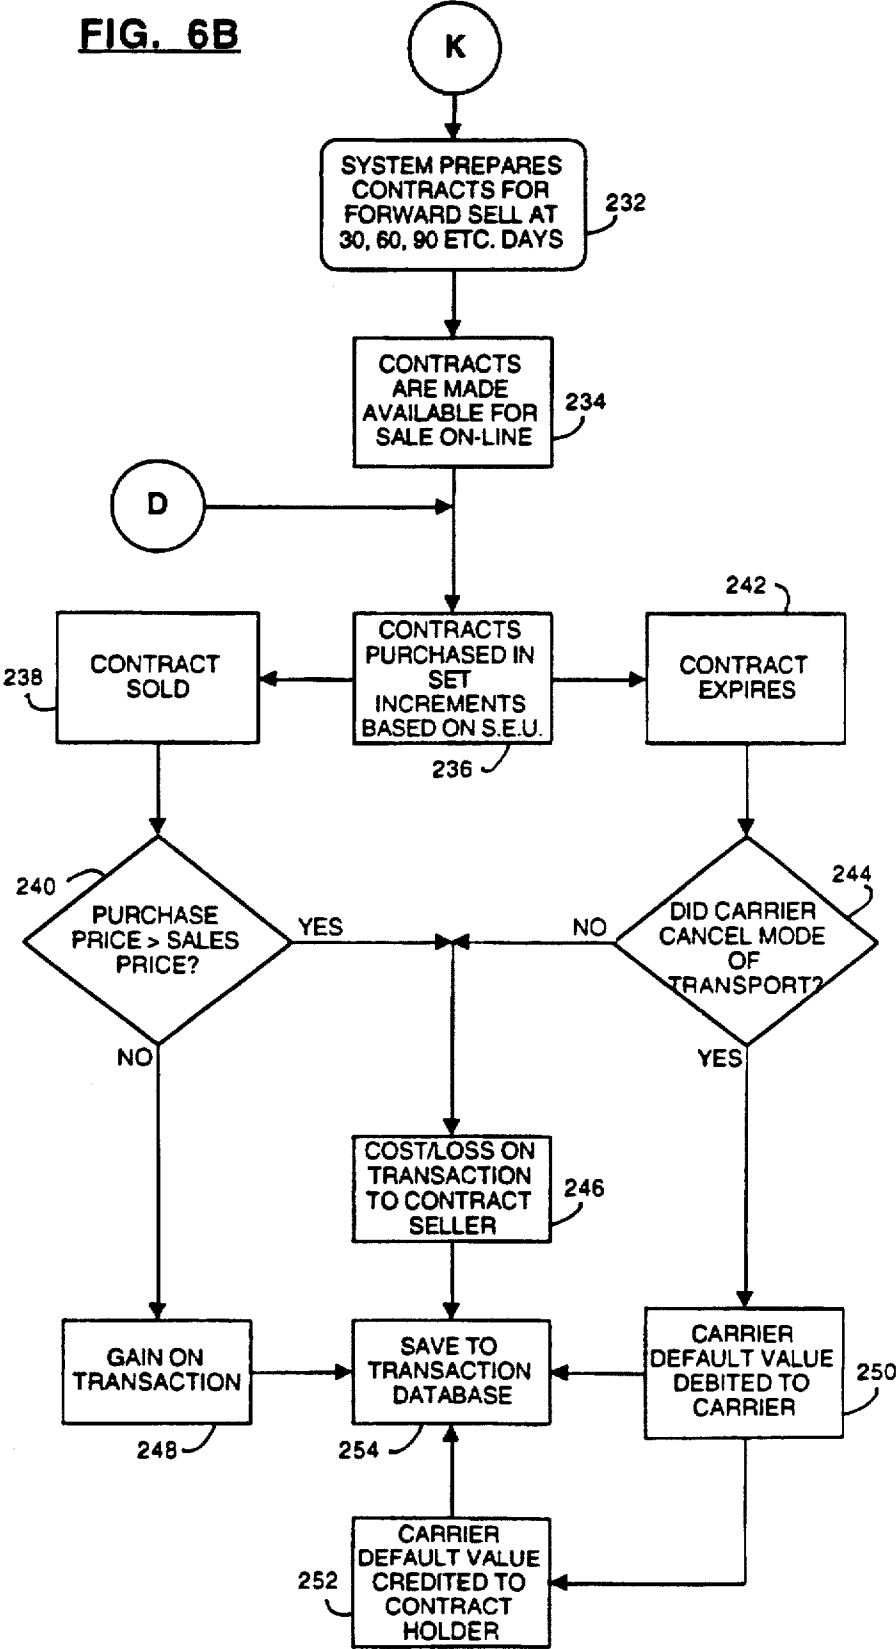 FIG. 6B
K
SYSTEM PREPARES
CONTRACTS FOR
FORWARD SELL AT
30, 60, 90 ETC. DAYS
232
CONTRACTS
ARE MADE
AVAILABLE FOR
SALE ON-LINE
234
D
242
CONTRACT
SOLD
238
CONTRACTS
PURCHASED IN
SET
INCREMENTS
BASED ON S.E.U.
236
CONTRACT
EXPIRES
240
PURCHASE
PRICE > SALES
PRICE?
YES
NO
244
DID CARRIER
CANCEL MODE
OF
TRANSPORT?
NO
YES
COST/LOSS ON
TRANSACTION
TO CONTRACT
SELLER
246
GAIN ON
TRANSACTION
248
SAVE TO
TRANSACTION
DATABASE
254
CARRIER
DEFAULT VALUE
DEBITED TO
CARRIER
250
CARRIER
DEFAULT VALUE
CREDITED TO
CONTRACT
HOLDER
252